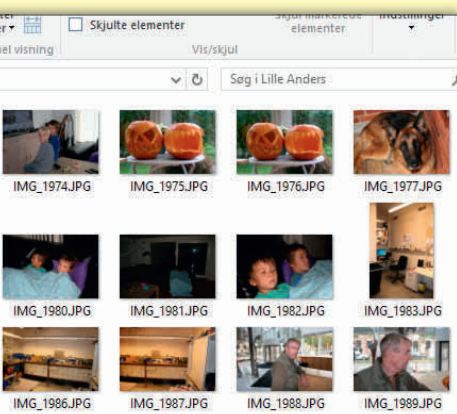 Skjulte elementer
Skjul markerede
elementer
Indstillinger
visning
Vis/skjul
Søg i Lille Anders
IMG_1974.JPG
IMG_1975.JPG
IMG_1976.JPG
IMG_1977.JPG
IMG_1980.JPG
IMG_1981.JPG
IMG_1982.JPG
IMG_1983.JPG
IMG_1986.JPG
IMG_1987.JPG
IMG_1988.JPG
IMG_1989.JPG